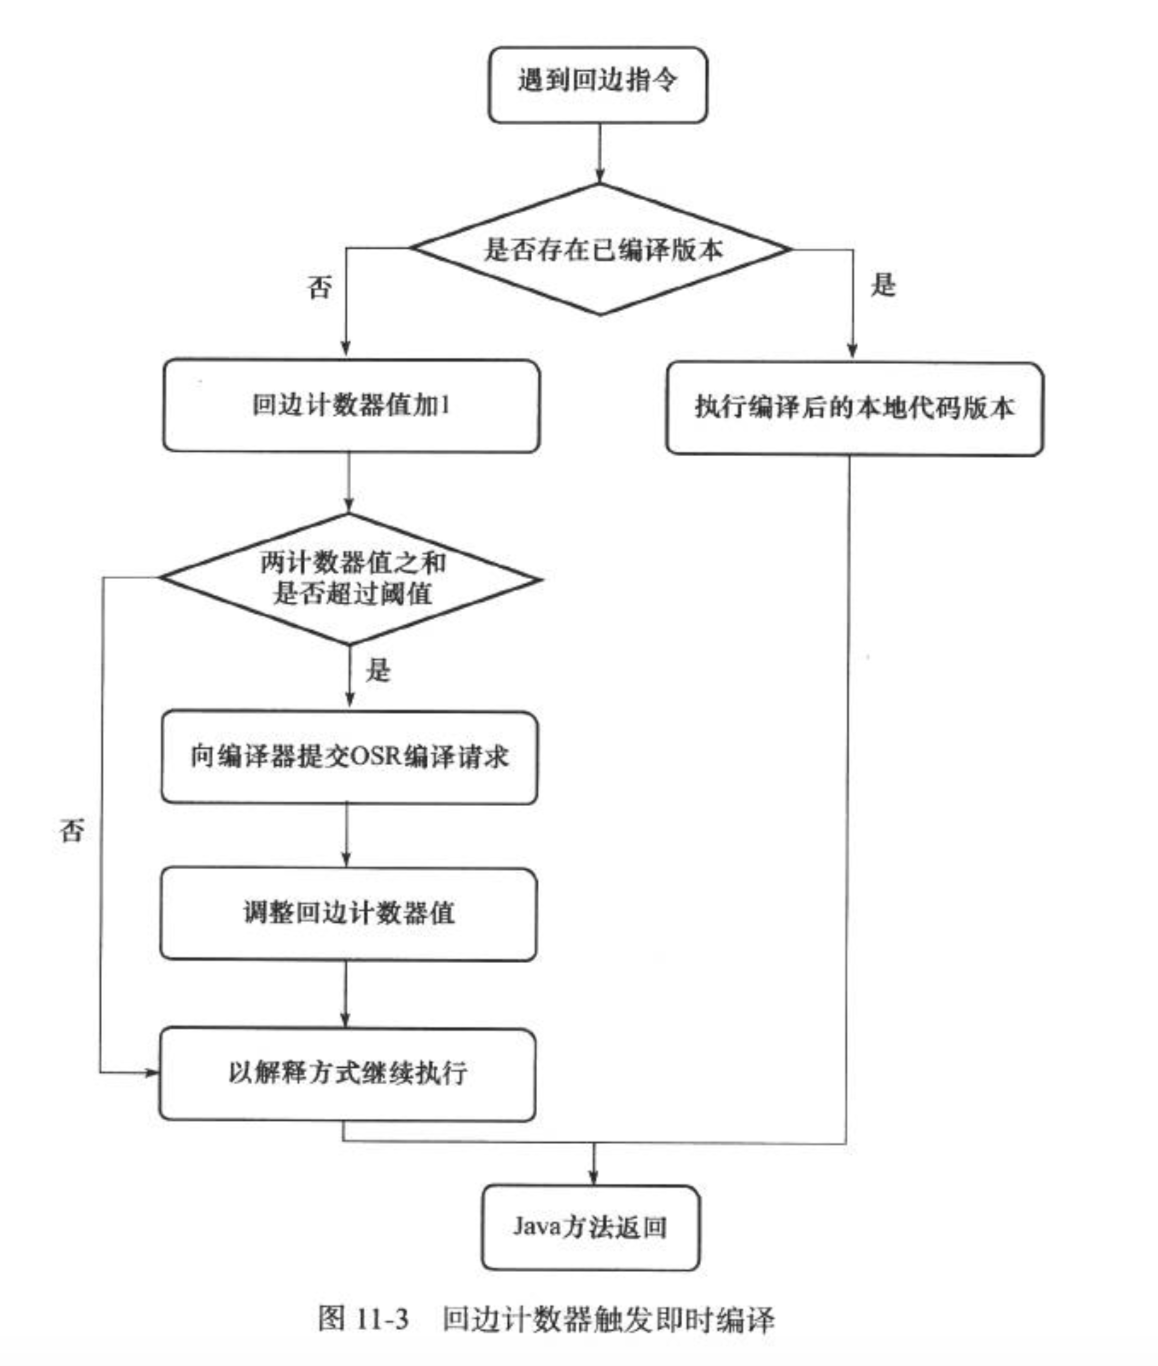 遇到回边指令
是否存在已编译版本
否
是
回边计数器值加1
执行编译后的本地代码版本
两计数器值之和
是否超过阈值
是
向编译器提交OSR编译请求
否
调整回边计数器值
以解释方式继续执行
Java方法返回
图 11-3 回边计数器触发即时编译